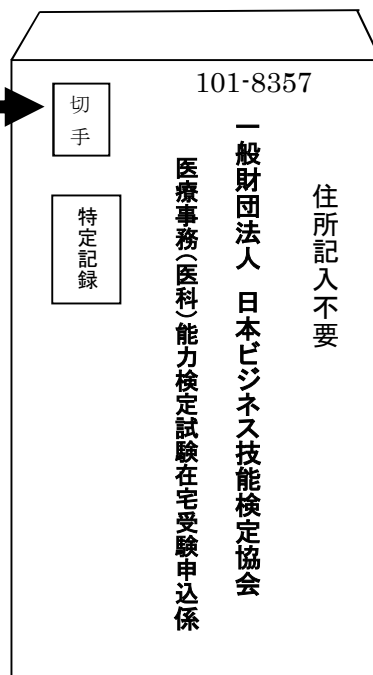 101-8357
住所記入不要
一般財団法人 日本ビジネス技能検定協会
医療事務(医科)能力検定試験在宅受験申込係
切手
特定記録